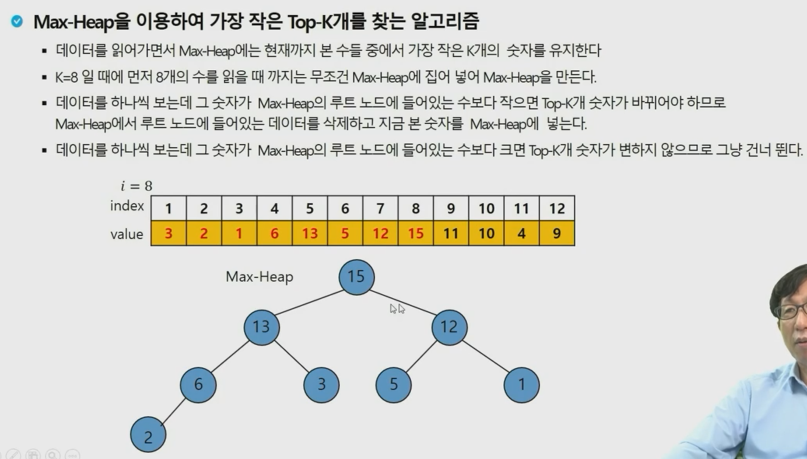 Max-Heap을 이용하여 가장 작은 Top-K개를 찾는 알고리즘
▪ 데이터를 읽어가면서 Max-Heap에는 현재까지 본 수들 중에서 가장 작은 K개의 숫자를 유지한다
▪ K=8 일 때에 먼저 8개의 수를 읽을 때 까지는 무조건 Max-Heap에 집어 넣어 Max-Heap을 만든다.
▪ 데이터를 하나씩 보는데 그 숫자가 Max-Heap의 루트 노드에 들어있는 수보다 작으면 Top-K개 숫자가 바뀌어야 하므로
Max-Heap에서 루트 노드에 들어있는 데이터를 삭제하고 지금 본 숫자를 Max-Heap에 넣는다.
▪ 데이터를 하나씩 보는데 그 숫자가 Max-Heap의 루트 노드에 들어있는 수보다 크면 Top-K개 숫자가 변하지 않으므로 그냥 건너 뛴다.
i = 8
index 1 2 3 4 5 6 7 8 9 10 11 12
value 3 2 1 6 13 5 12 15 11 10 4 9
Max-Heap 15
13 12
6 3 5 1
2